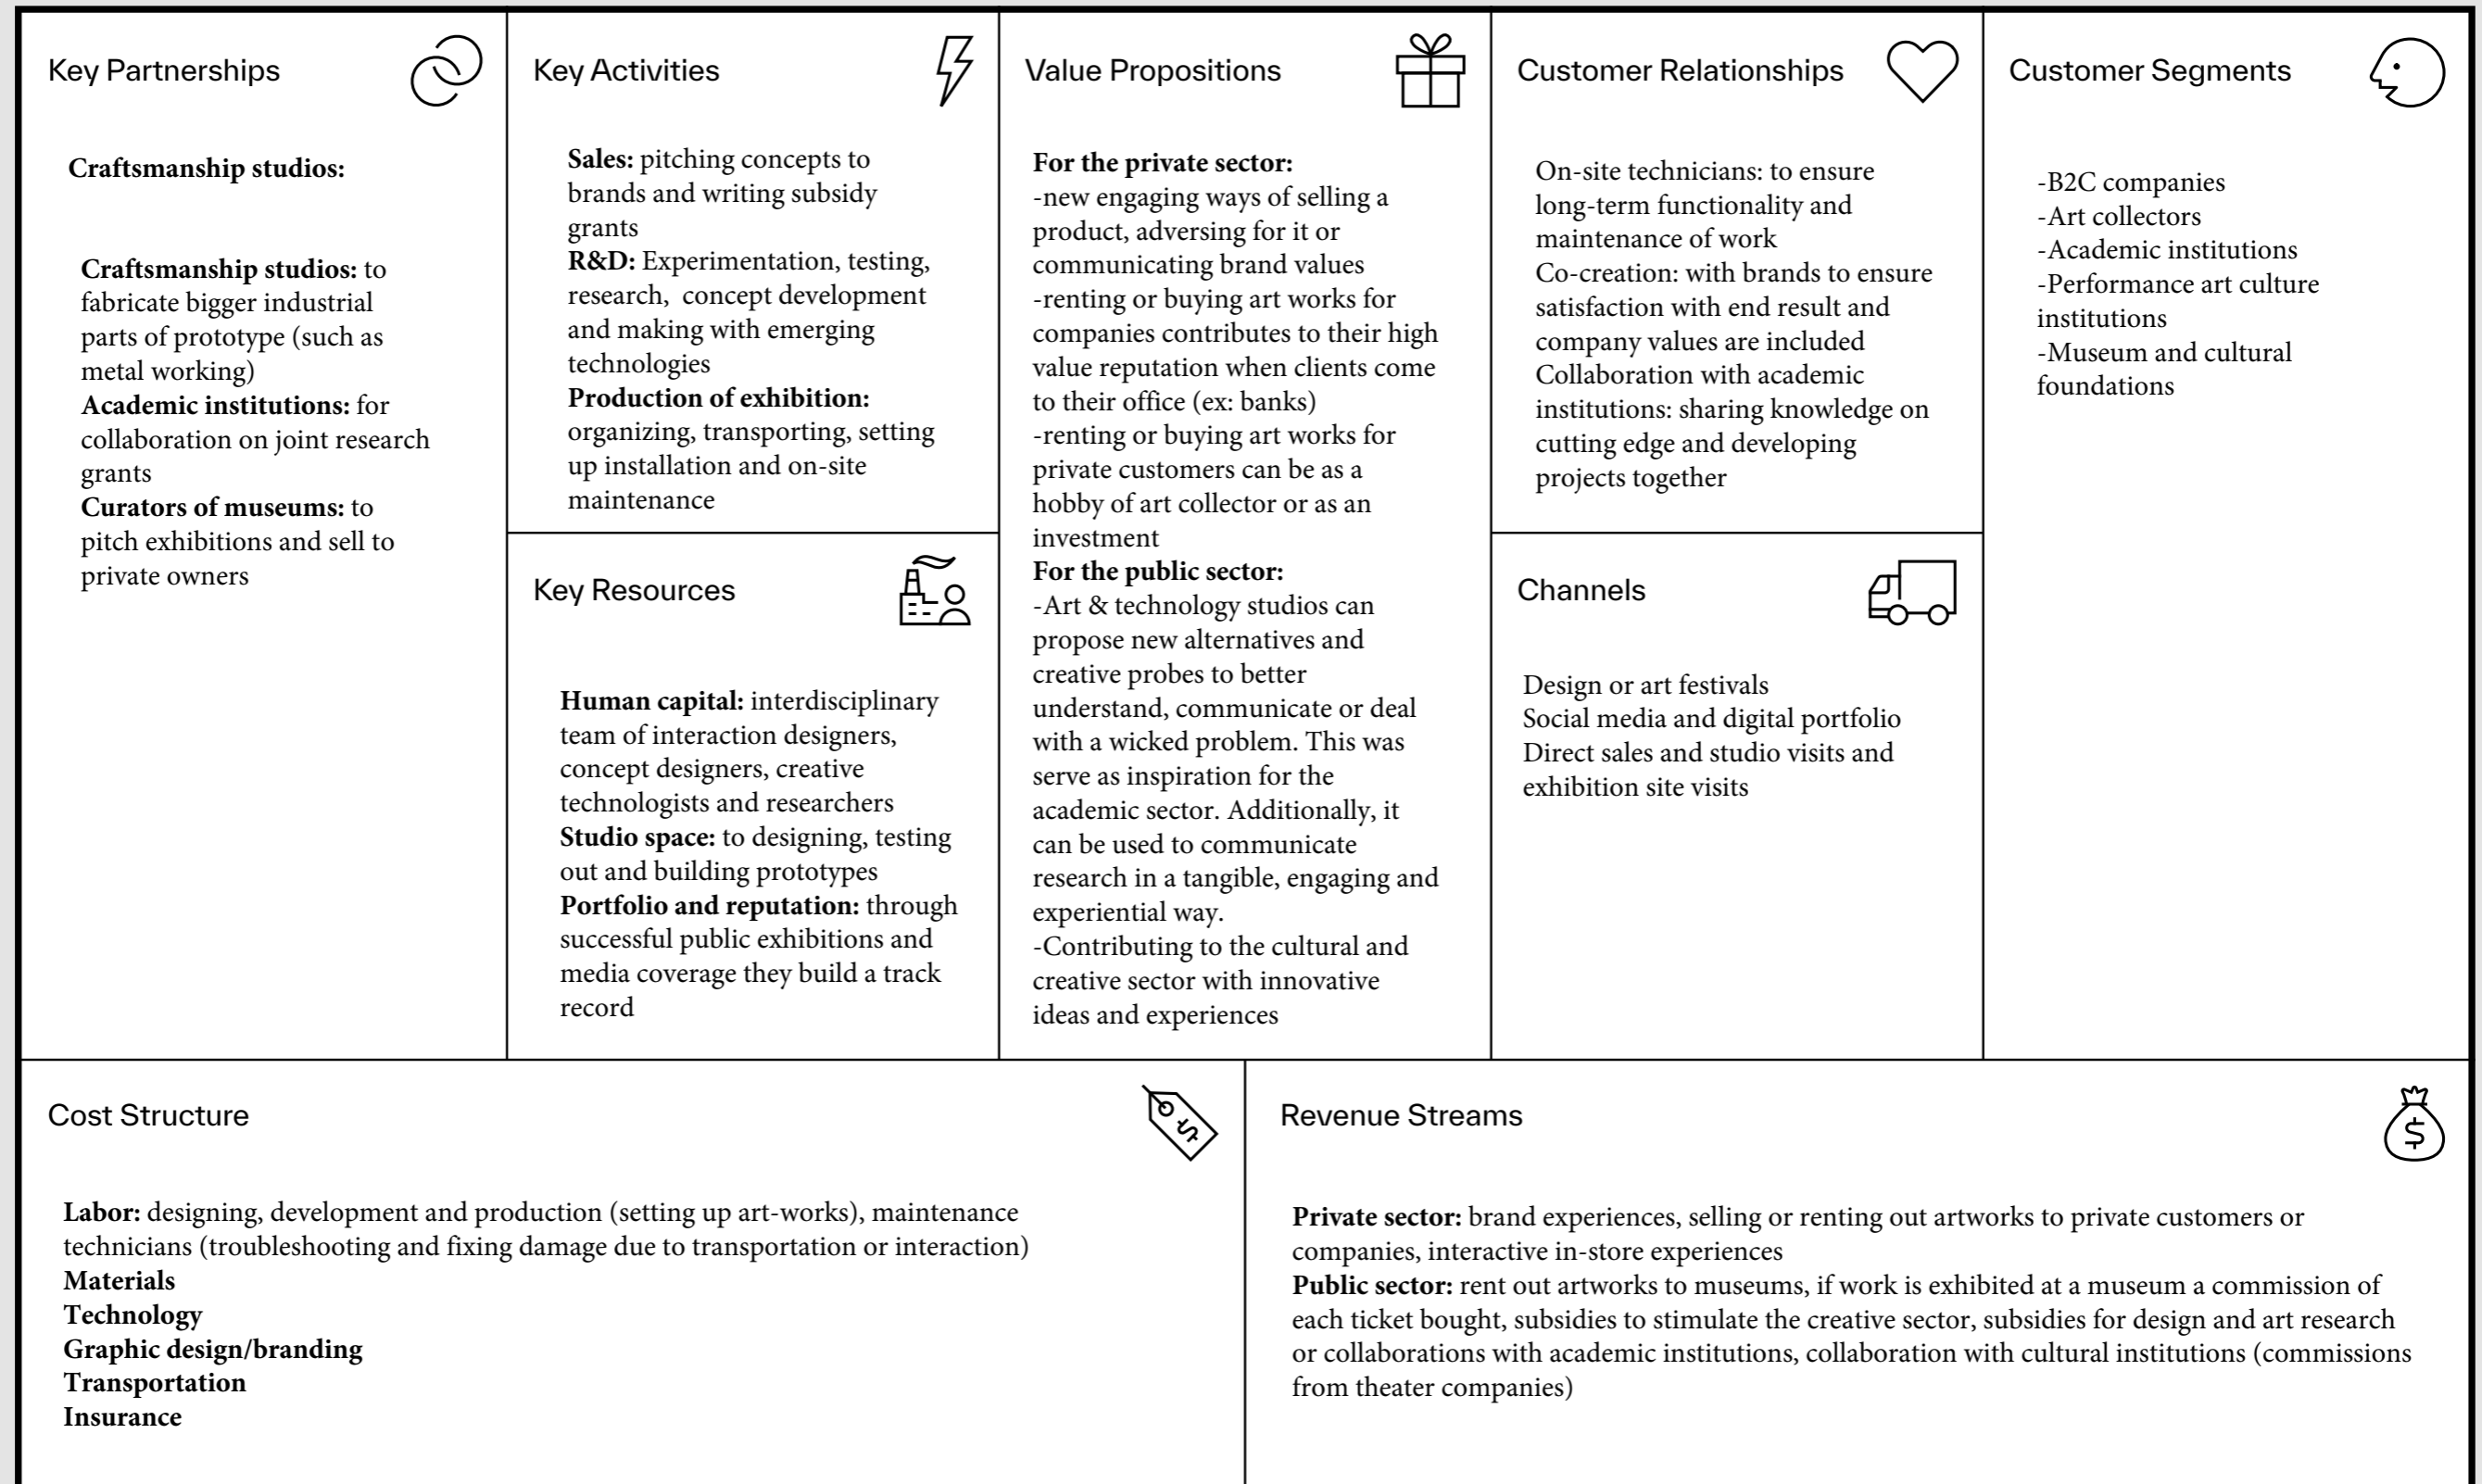 Key Partnerships
Craftsmanship studios:
Craftsmanship studios: to
fabricate bigger industrial
parts of prototype (such as
metal working)
Academic institutions: for
collaboration on joint research
grants
Curators of museums: to
pitch exhibitions and sell to
private owners
Key Activities
Sales: pitching concepts to
brands and writing subsidy
grants
R&D: Experimentation, testing,
research, concept development
and making with emerging
technologies
Production of exhibition:
organizing, transporting, setting
up installation and on-site
maintenance
Key Resources
Human capital: interdisciplinary
team of interaction designers,
concept designers, creative
technologists and researchers
Studio space: to designing, testing
out and building prototypes
Portfolio and reputation: through
successful public exhibitions and
media coverage they build a track
record
Value Propositions
For the private sector:
-new engaging ways of selling a
product, adversing for it or
communicating brand values
-renting or buying art works for
companies contributes to their high
value reputation when clients come
to their office (ex: banks)
-renting or buying art works for
private customers can be as a
hobby of art collector or as an
investment
For the public sector:
-Art & technology studios can
propose new alternatives and
creative probes to better
understand, communicate or deal
with a wicked problem. This was
serve as inspiration for the
academic sector. Additionally, it
can be used to communicate
research in a tangible, engaging and
experiential way.
-Contributing to the cultural and
creative sector with innovative
ideas and experiences
Customer Relationships
On-site technicians: to ensure
long-term functionality and
maintenance of work
Co-creation: with brands to ensure
satisfaction with end result and
company values are included
Collaboration with academic
institutions: sharing knowledge on
cutting edge and developing
projects together
Channels
Design or art festivals
Social media and digital portfolio
Direct sales and studio visits and
exhibition site visits
Customer Segments
-B2C companies
-Art collectors
-Academic institutions
-Performance art culture
institutions
-Museum and cultural
foundations
Cost Structure
$
Labor: designing, development and production (setting up art-works), maintenance
technicians (troubleshooting and fixing damage due to transportation or interaction)
Materials
Technology
Graphic design/branding
Transportation
Insurance
Revenue Streams
$
Private sector: brand experiences, selling or renting out artworks to private customers or
companies, interactive in-store experiences
Public sector: rent out artworks to museums, if work is exhibited at a museum a commission of
each ticket bought, subsidies to stimulate the creative sector, subsidies for design and art research
or collaborations with academic institutions, collaboration with cultural institutions (commissions
from theater companies)